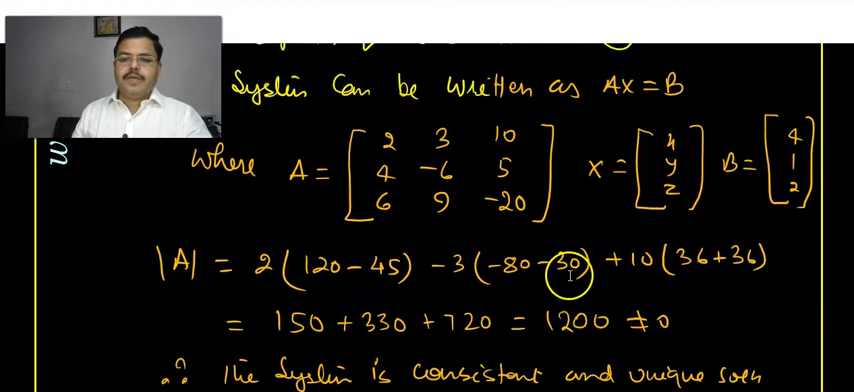 System can be written as AX = B
Where A = [ 2 3 10 4 -6 5 6 9 -20 ] X = [ x y z ] B = [ 4 1 2 ]
|A| = 2(120-45) -3(-80-30) +10(36+36)
= 150+330+720 = 1200 ≠0
∴ The System is consistent and unique soln